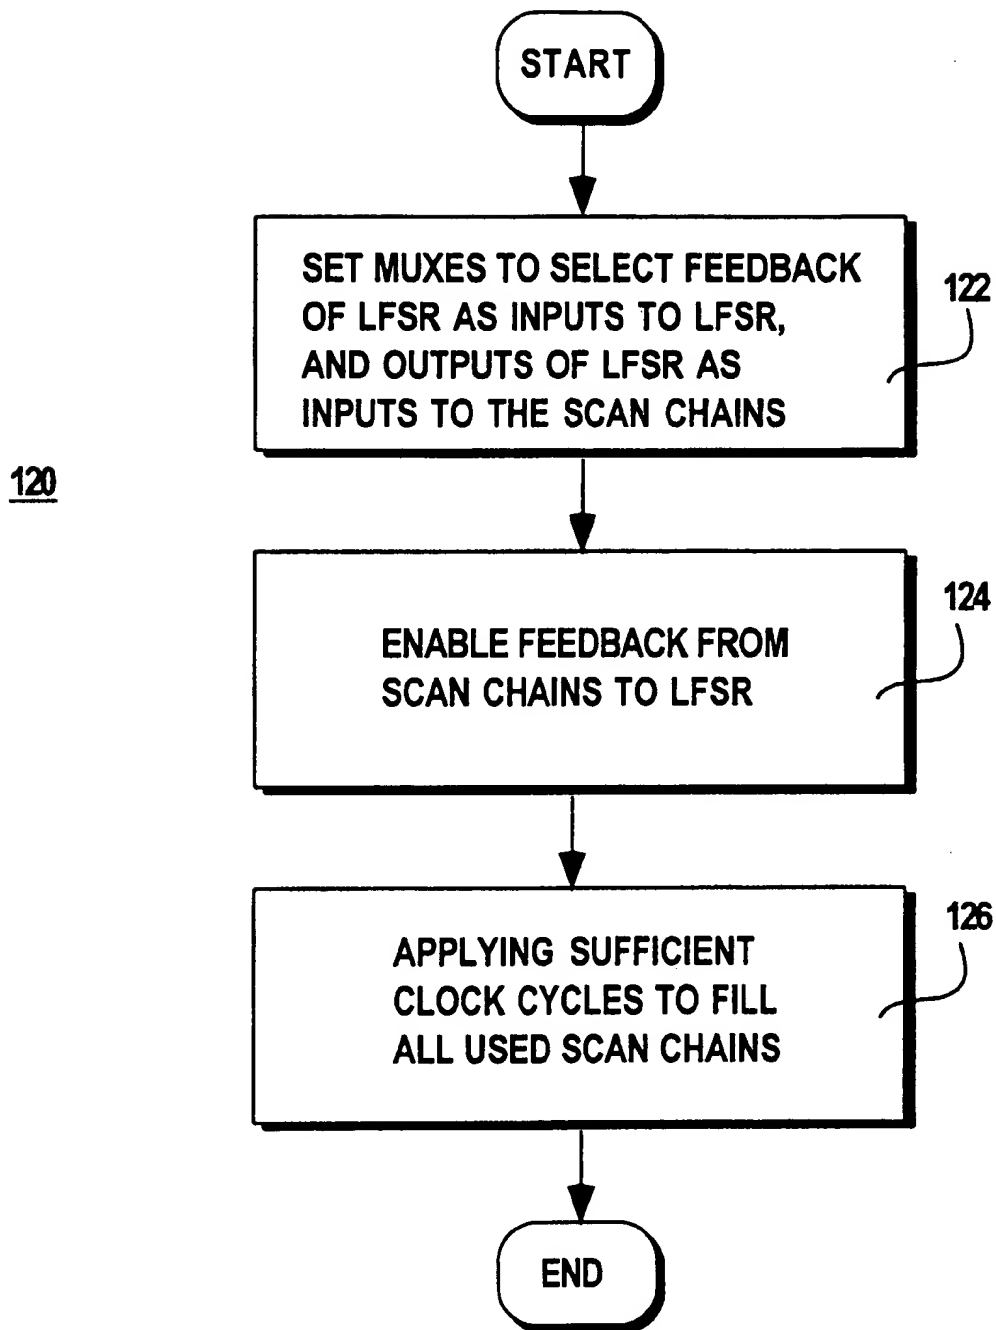 START
SET MUXES TO SELECT FEEDBACK
OF LFSR AS INPUTS TO LFSR,
AND OUTPUTS OF LFSR AS
INPUTS TO THE SCAN CHAINS
122
120
ENABLE FEEDBACK FROM
SCAN CHAINS TO LFSR
124
APPLYING SUFFICIENT
CLOCK CYCLES TO FILL
ALL USED SCAN CHAINS
126
END